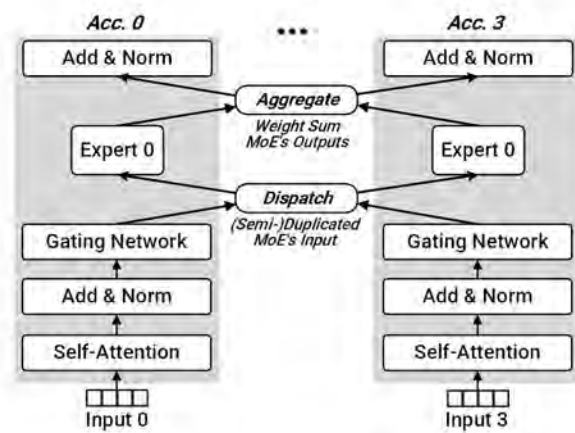 Acc. 0
...
Acc. 3
Add & Norm
Add & Norm
Aggregate
Weight Sum
MoE's Outputs
Expert 0
Expert 0
Dispatch
(Semi-)Duplicated
MoE's Input
Gating Network
Gating Network
Add & Norm
Add & Norm
Self-Attention
Self-Attention
Input 0
Input 3